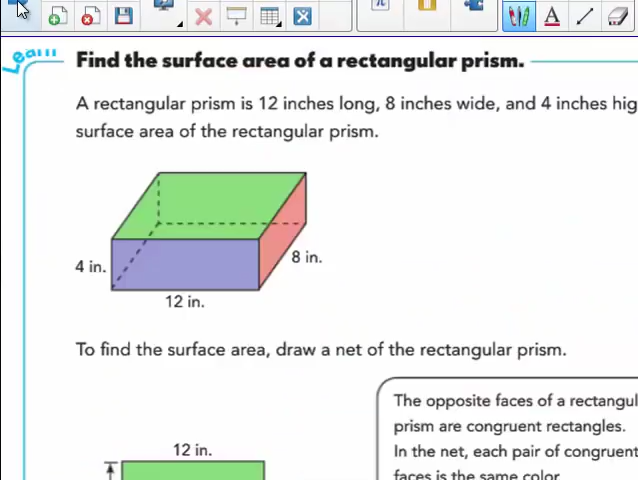 Learn
Find the surface area of a rectangular prism.
A rectangular prism is 12 inches long, 8 inches wide, and 4 inches
surface area of the rectangular prism.
4 in.
8 in.
12 in.
To find the surface area, draw a net of the rectangular prism.
The opposite faces of a
prism are congruent rectangles.
In the net, each pair of congruent
faces is the same color.
12 in.